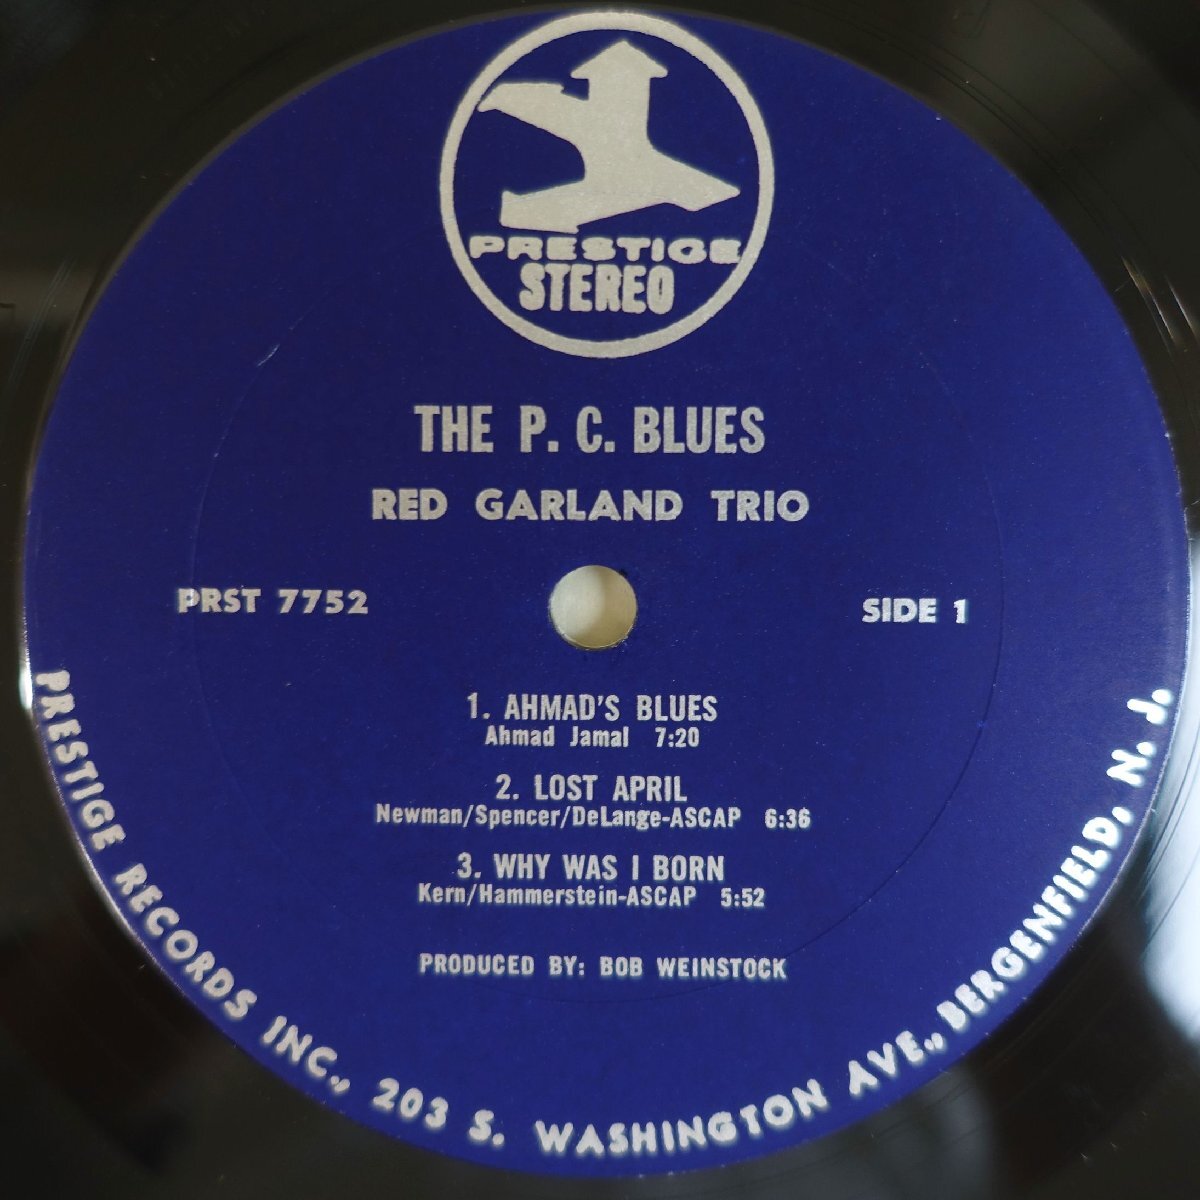 PRESTIGE
STEREO
THE P. C. BLUES
RED GARLAND TRIO
PRST 7752
SIDE 1
1. AHMAD'S BLUES
Ahmad Jamal 7:20
2. LOST APRIL
Newman/Spencer/DeLange-ASCAP 6:36
3. WHY WAS I BORN
Kern/Hammerstein-ASCAP 5:52
PRODUCED BY: BOB WEINSTOCK
PRESTIGE RECORDS INC., 203 S. WASHINGTON AVE., BERGENFIELD, N. J.